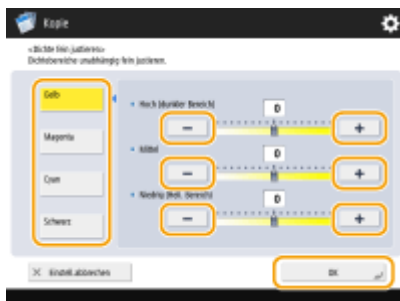 Kopie
<Dichte fein justieren>
Dichtebereiche unabhängig fein justieren.
Gelb
Magenta
Cyan
Schwarz
Hoch (dunkler Bereich)
0
− +
Mittel
0
− +
Niedrig (Hell. Bereich)
0
− +
× Einstell. abbrechen
OK